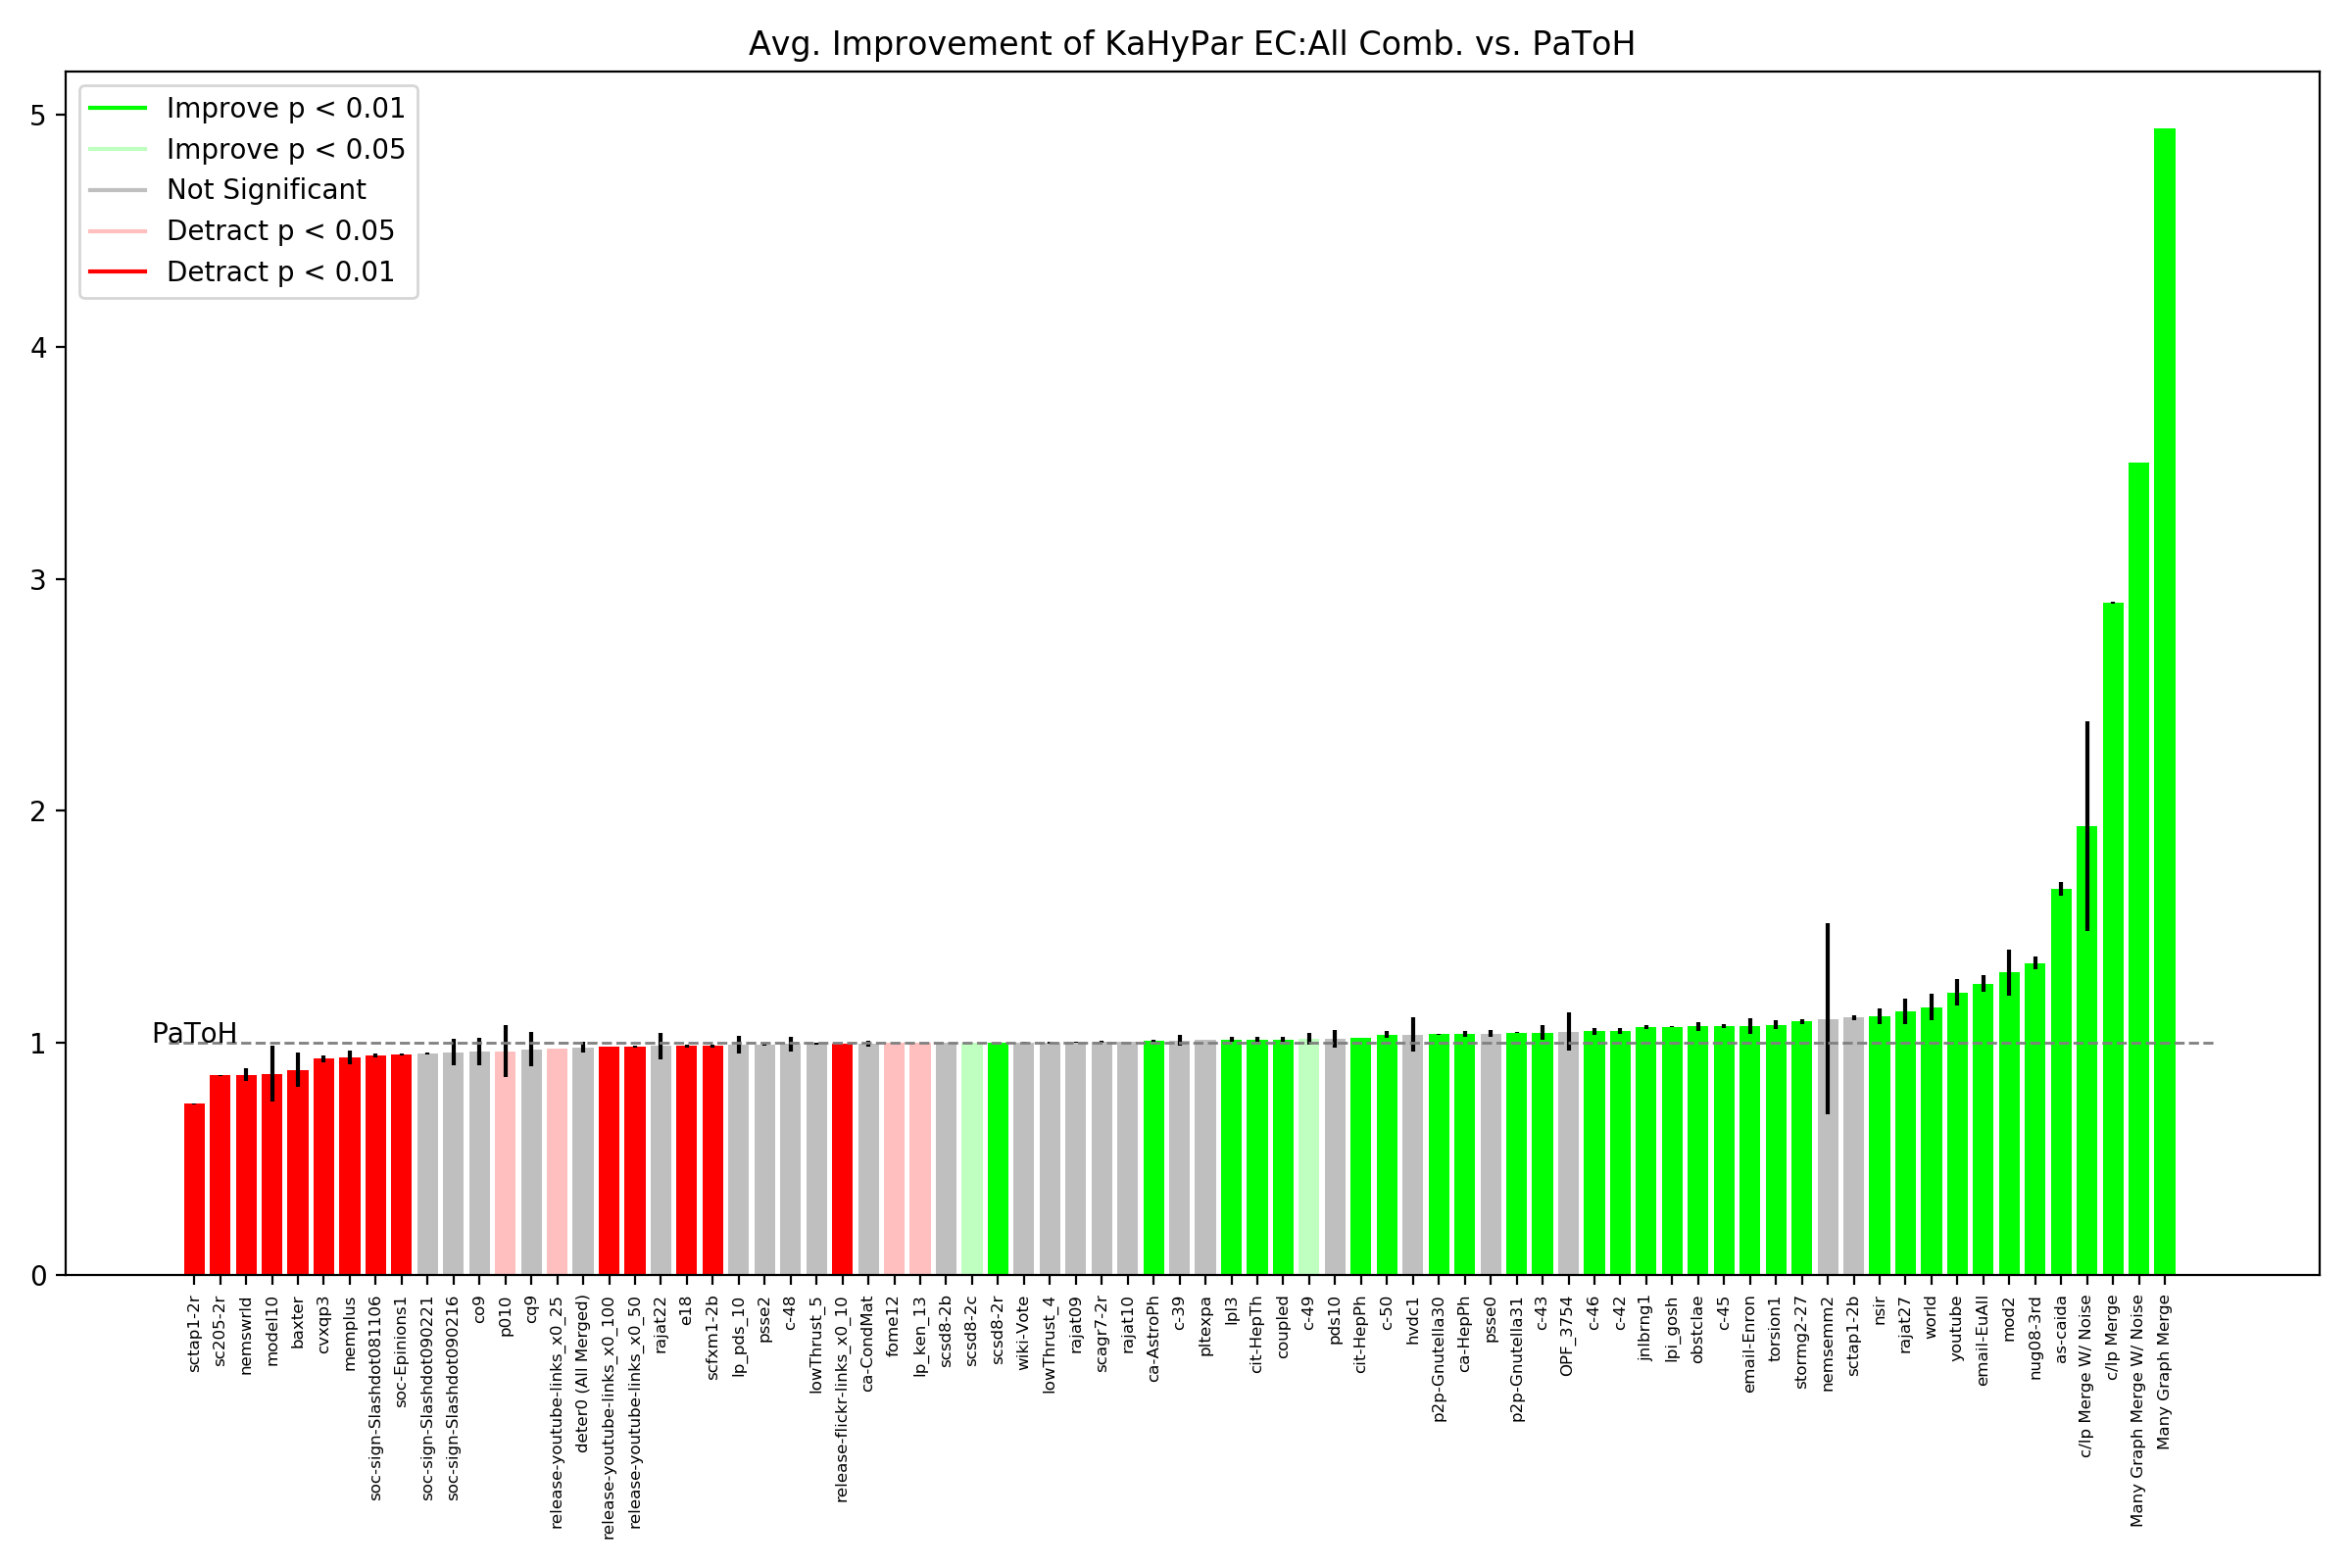 Avg. Improvement of KaHyPar EC:All Comb. vs. PaToH
Improve p < 0.01
Improve p < 0.05
Not Significant
Detract p < 0.05
Detract p < 0.01
5
4
3
2
1
0
PaToH
sctap1-2r
sc205-2r
nemswrld
model10
baxter
cvxqp3
memplus
soc-sign-Slashdot081106
soc-Epinions1
soc-sign-Slashdot090221
soc-sign-Slashdot090216
co9
p010
cq9
release-youtube-links_x0_25
deter0 (All Merged)
release-youtube-links_x0_100
release-youtube-links_x0_50
rajat22
e18
scfxm1-2b
lp_pds_10
psse2
c-48
lowThrust_5
release-flickr-links_x0_10
ca-CondMat
fome12
lp_ken_13
scsd8-2b
scsd8-2c
scsd8-2r
wiki-Vote
lowThrust_4
rajat09
scagr7-2r
rajat10
ca-AstroPh
c-39
pltexpa
lpl3
cit-HepTh
coupled
c-49
pds10
cit-HepPh
c-50
hvdc1
p2p-Gnutella30
ca-HepPh
psse0
p2p-Gnutella31
c-43
OPF_3754
c-46
c-42
jnlbrng1
lpi_gosh
obstclae
c-45
email-Enron
torsion1
stormg2-27
nemsemm2
sctap1-2b
nsir
rajat27
world
youtube
email-EuAll
mod2
nug08-3rd
as-caida
c/lp Merge W/ Noise
c/lp Merge
Many Graph Merge W/ Noise
Many Graph Merge